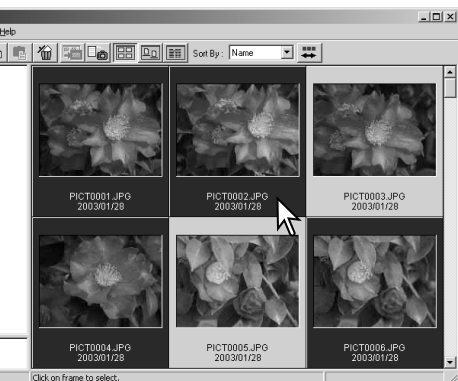 Help
Sort By: Name
PICT0001.JPG
2003/01/28
PICT0002.JPG
2003/01/28
PICT0003.JPG
2003/01/28
PICT0004.JPG
2003/01/28
PICT0005.JPG
2003/01/28
PICT0006.JPG
2003/01/28
Click on frame to select.